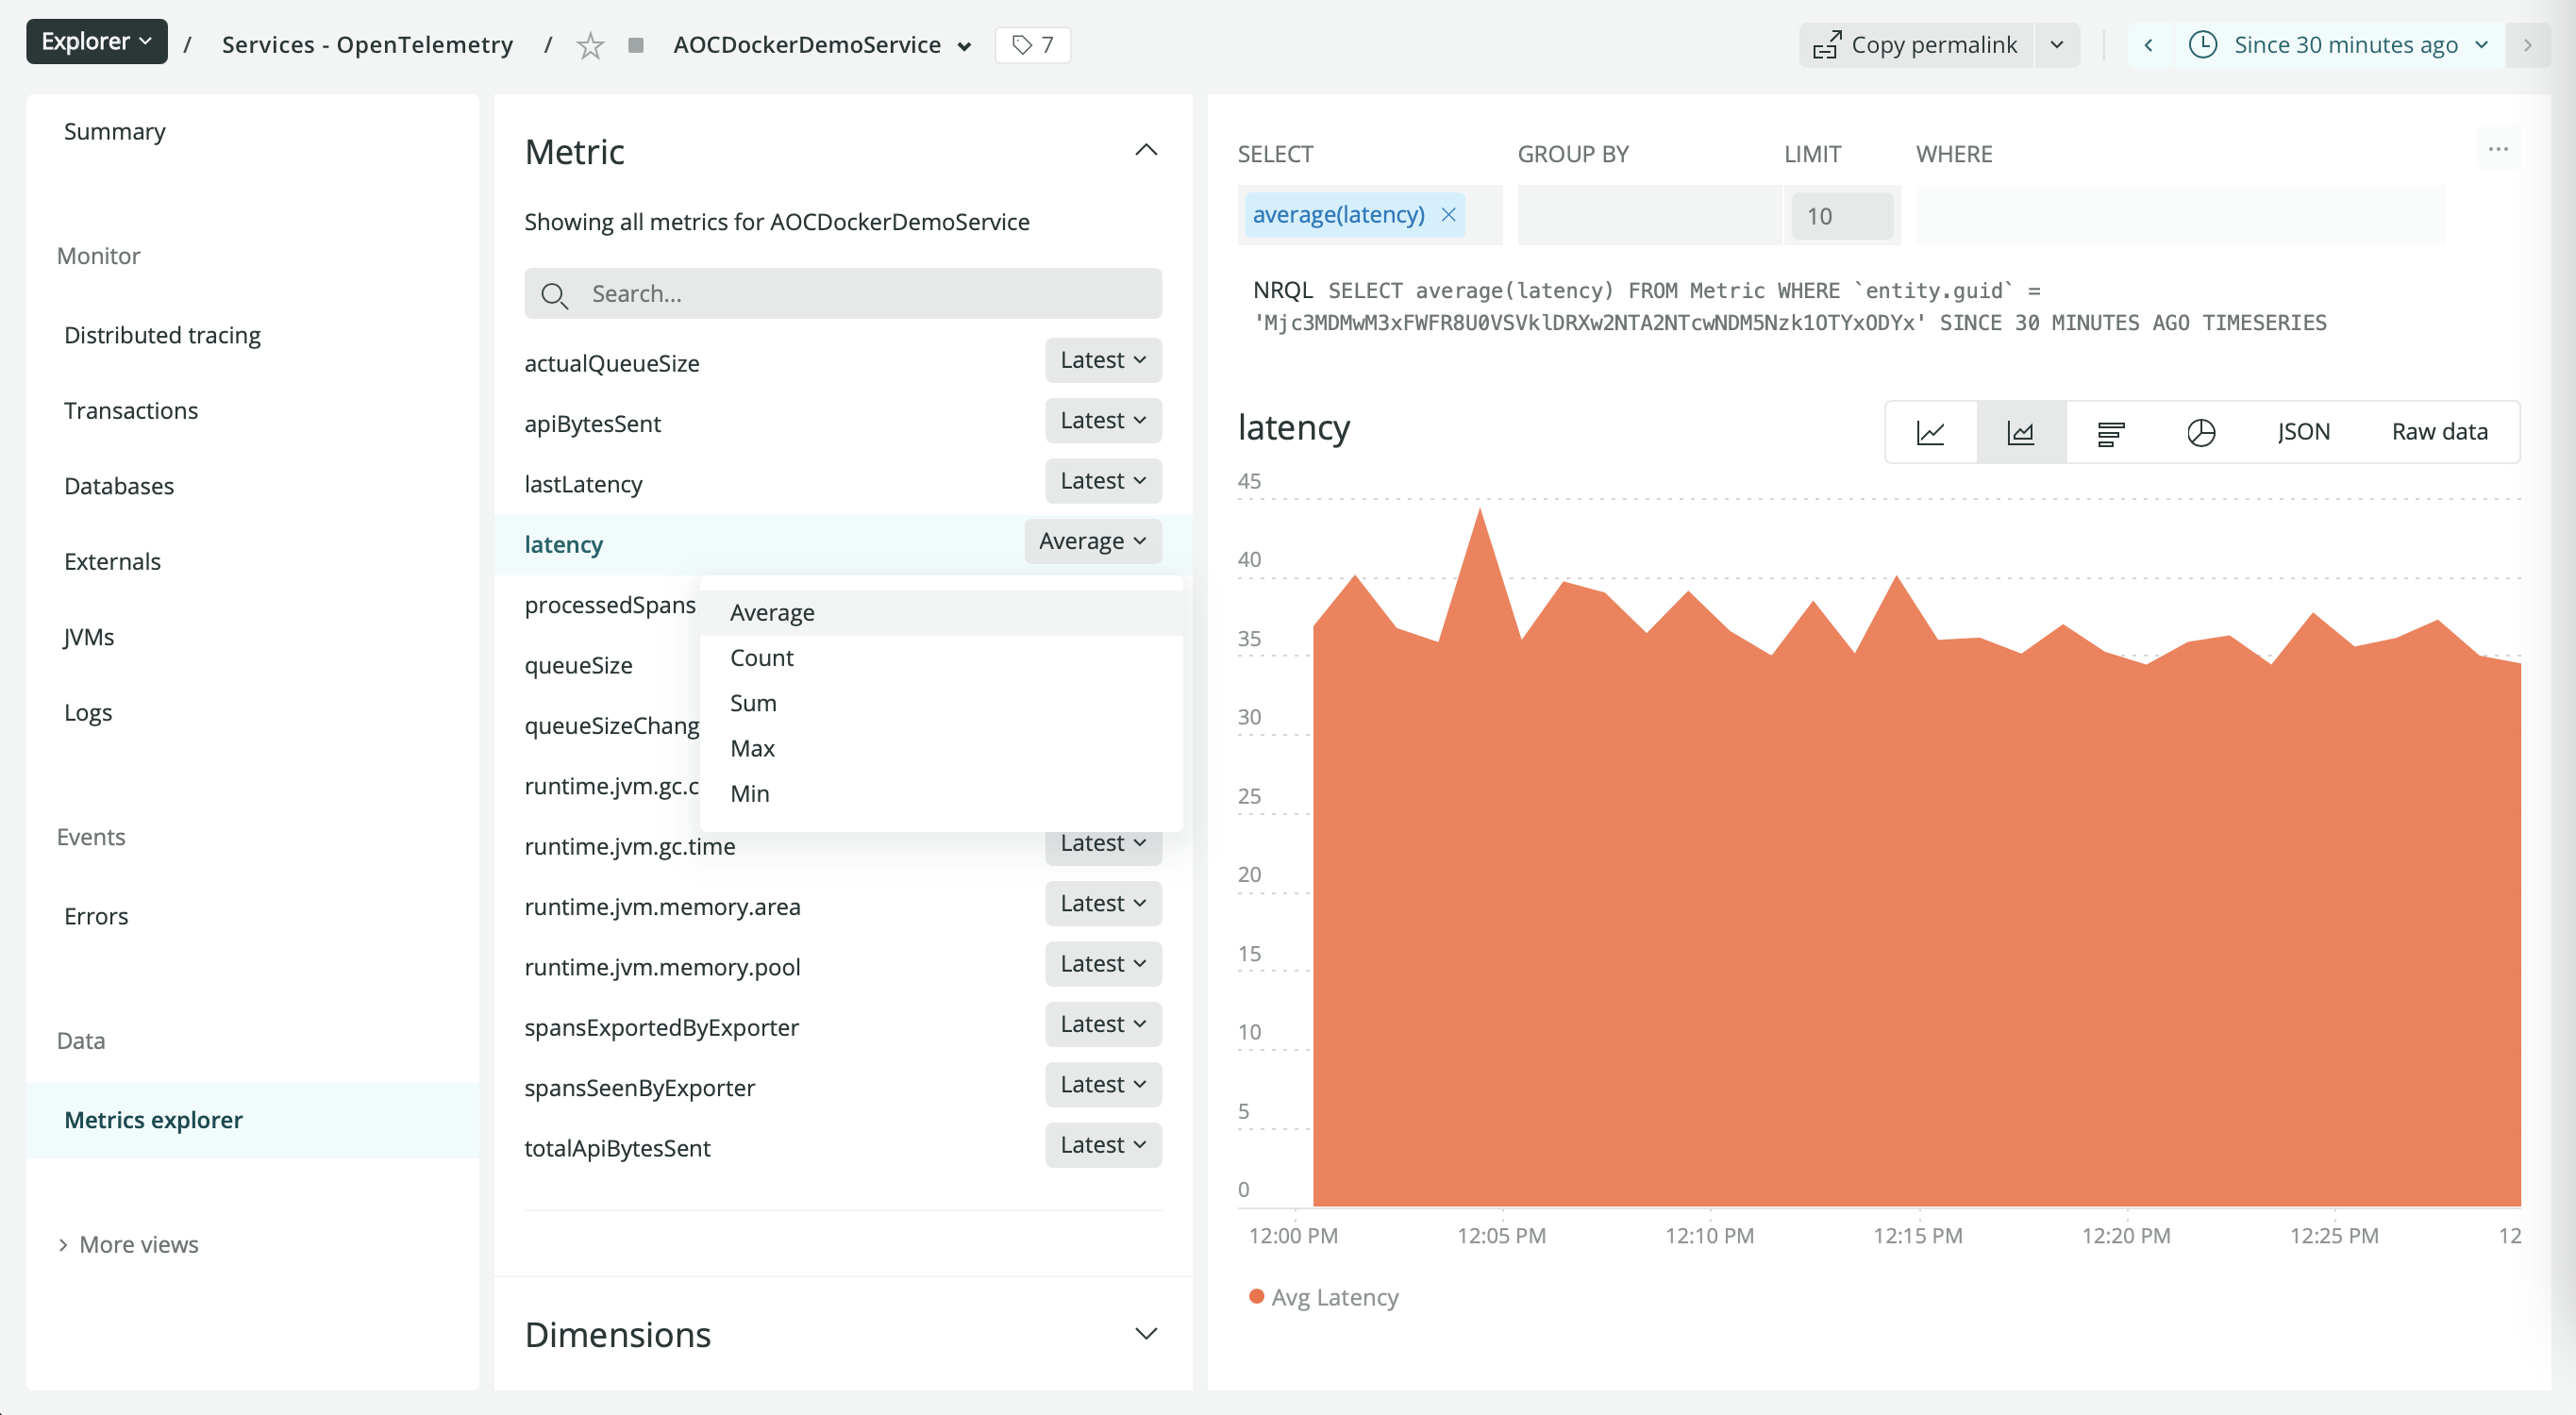 Explorer / Services - OpenTelemetry / AOCDockerDemoService 7 Copy permalink Since 30 minutes ago
Summary
Monitor
Distributed tracing
Transactions
Databases
Externals
JVMs
Logs
Events
Errors
Data
Metrics explorer
More views
Metric
Showing all metrics for AOCDockerDemoService
Search...
actualQueueSize Latest
apiBytesSent Latest
lastLatency Latest
latency Average
processedSpans
queueSize
queueSizeChang
runtime.jvm.gc.c
Average
Count
Sum
Max
Min
runtime.jvm.gc.time Latest
runtime.jvm.memory.area Latest
runtime.jvm.memory.pool Latest
spansExportedByExporter Latest
spansSeenByExporter Latest
totalApiBytesSent Latest
Dimensions
SELECT GROUP BY LIMIT WHERE
average(latency) 10
NRQL SELECT average(latency) FROM Metric WHERE `entity.guid` =
'Mjc3MDMwM3xFWFR8U0VSVklDRXw2NTA2NTcwNDM5Nzk1OTYxODYx' SINCE 30 MINUTES AGO TIMESERIES
latency JSON Raw data
45
40
35
30
25
20
15
10
5
0
12:00 PM 12:05 PM 12:10 PM 12:15 PM 12:20 PM 12:25 PM 12
Avg Latency